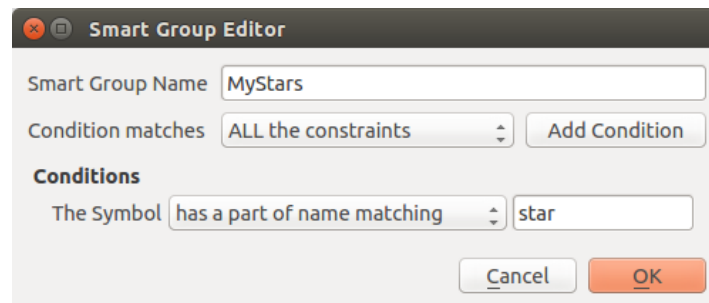 Smart Group Editor
Smart Group Name MyStars
Condition matches ALL the constraints Add Condition
Conditions
The Symbol has a part of name matching star
Cancel OK